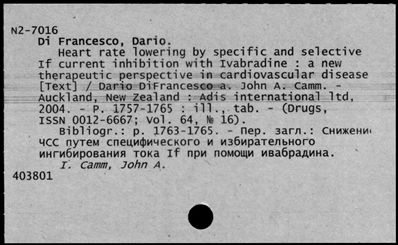 N2-7016
Di Francesco, Dario.
Heart rate lowering by specific and selective
If current inhibition with Ivabradine : a new
therapeutic perspective in cardiovascular disease
[Text] / Dario DiFrancesco a. John A. Camm. -
Auckland, New Zealand : Adis international ltd,
2004. - P. 1757-1765 : ill., tab. - (Drugs,
ISSN 0012-6667; Vol. 64, № 16).
Bibliogr.: p. 1763-1765. - Пер. загл.: Снижени
ЧСС путем специфического и избирательного
ингибирования тока If при помощи ивабрадина.
I. Camm, John A.
403801